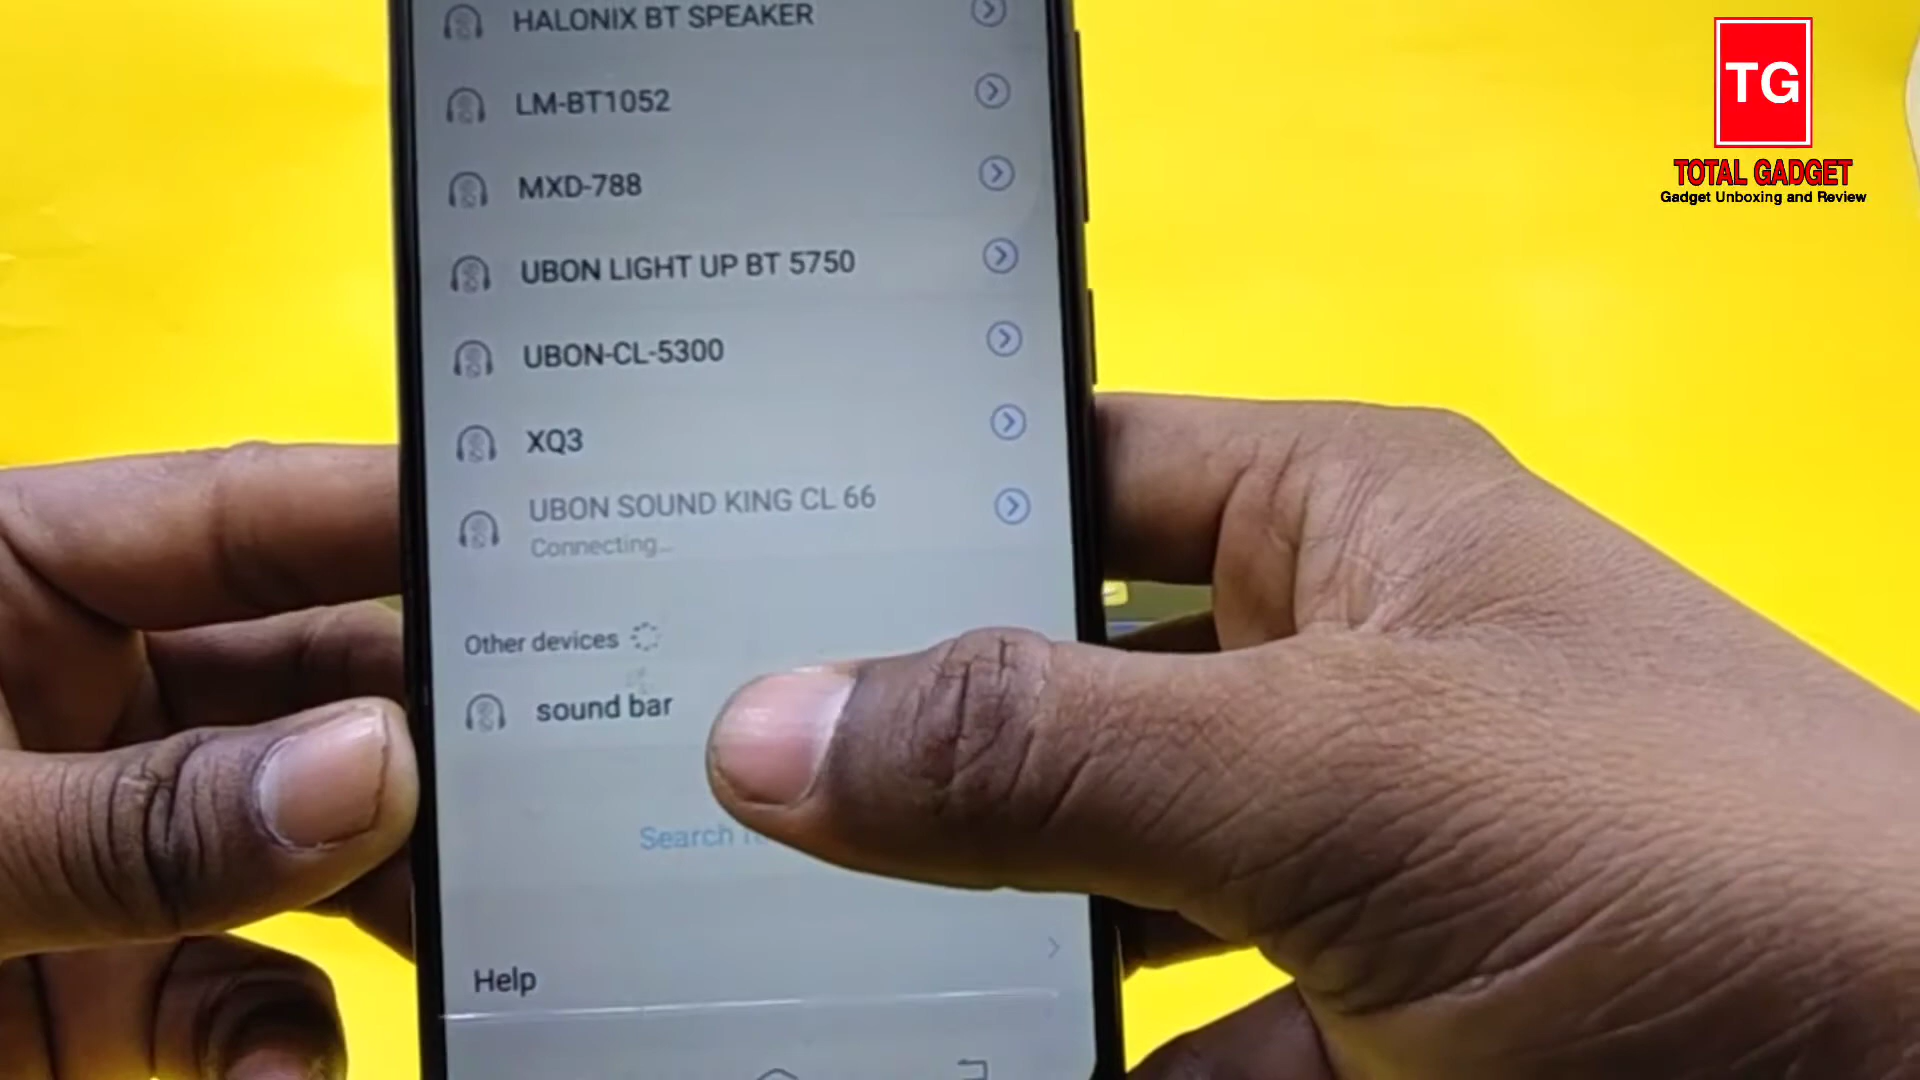 HALONIX BT SPEAKER
LM-BT1052
MXD-788
UBON LIGHT UP BT 5750
UBON-CL-5300
XQ3
UBON SOUND KING CL 66
Connecting...
Other devices
sound bar
Search
Help
TG
TOTAL GADGET
Gadget Unboxing and Review